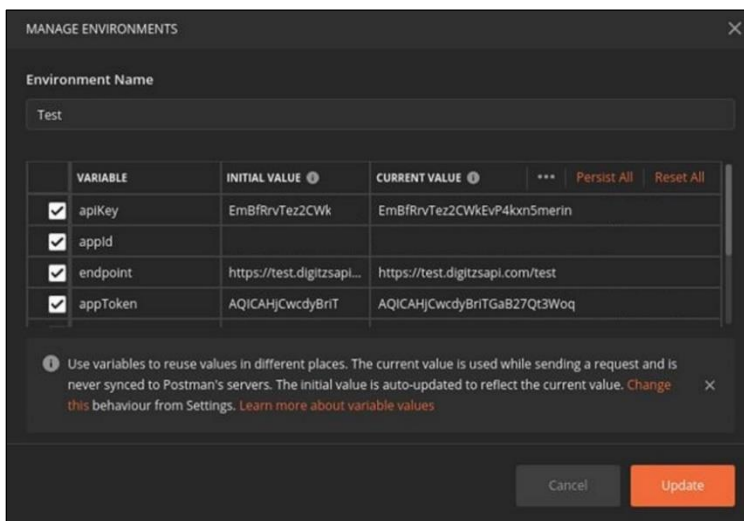 MANAGE ENVIRONMENTS
Environment Name
Test
VARIABLE INITIAL VALUE CURRENT VALUE ••• Persist All Reset All
apiKey EmBfRrvTez2CWk EmBfRrvTez2CWkEvP4kxn5merin
appId
endpoint https://test.digitzsapi... https://test.digitzsapi.com/test
appToken AQICAHjCwcdyBriT AQICAHjCwcdyBriTGaB27Qt3Woq
Use variables to reuse values in different places. The current value is used while sending a request and is
never synced to Postman's servers. The initial value is auto-updated to reflect the current value. Change
this behaviour from Settings. Learn more about variable values
Cancel Update